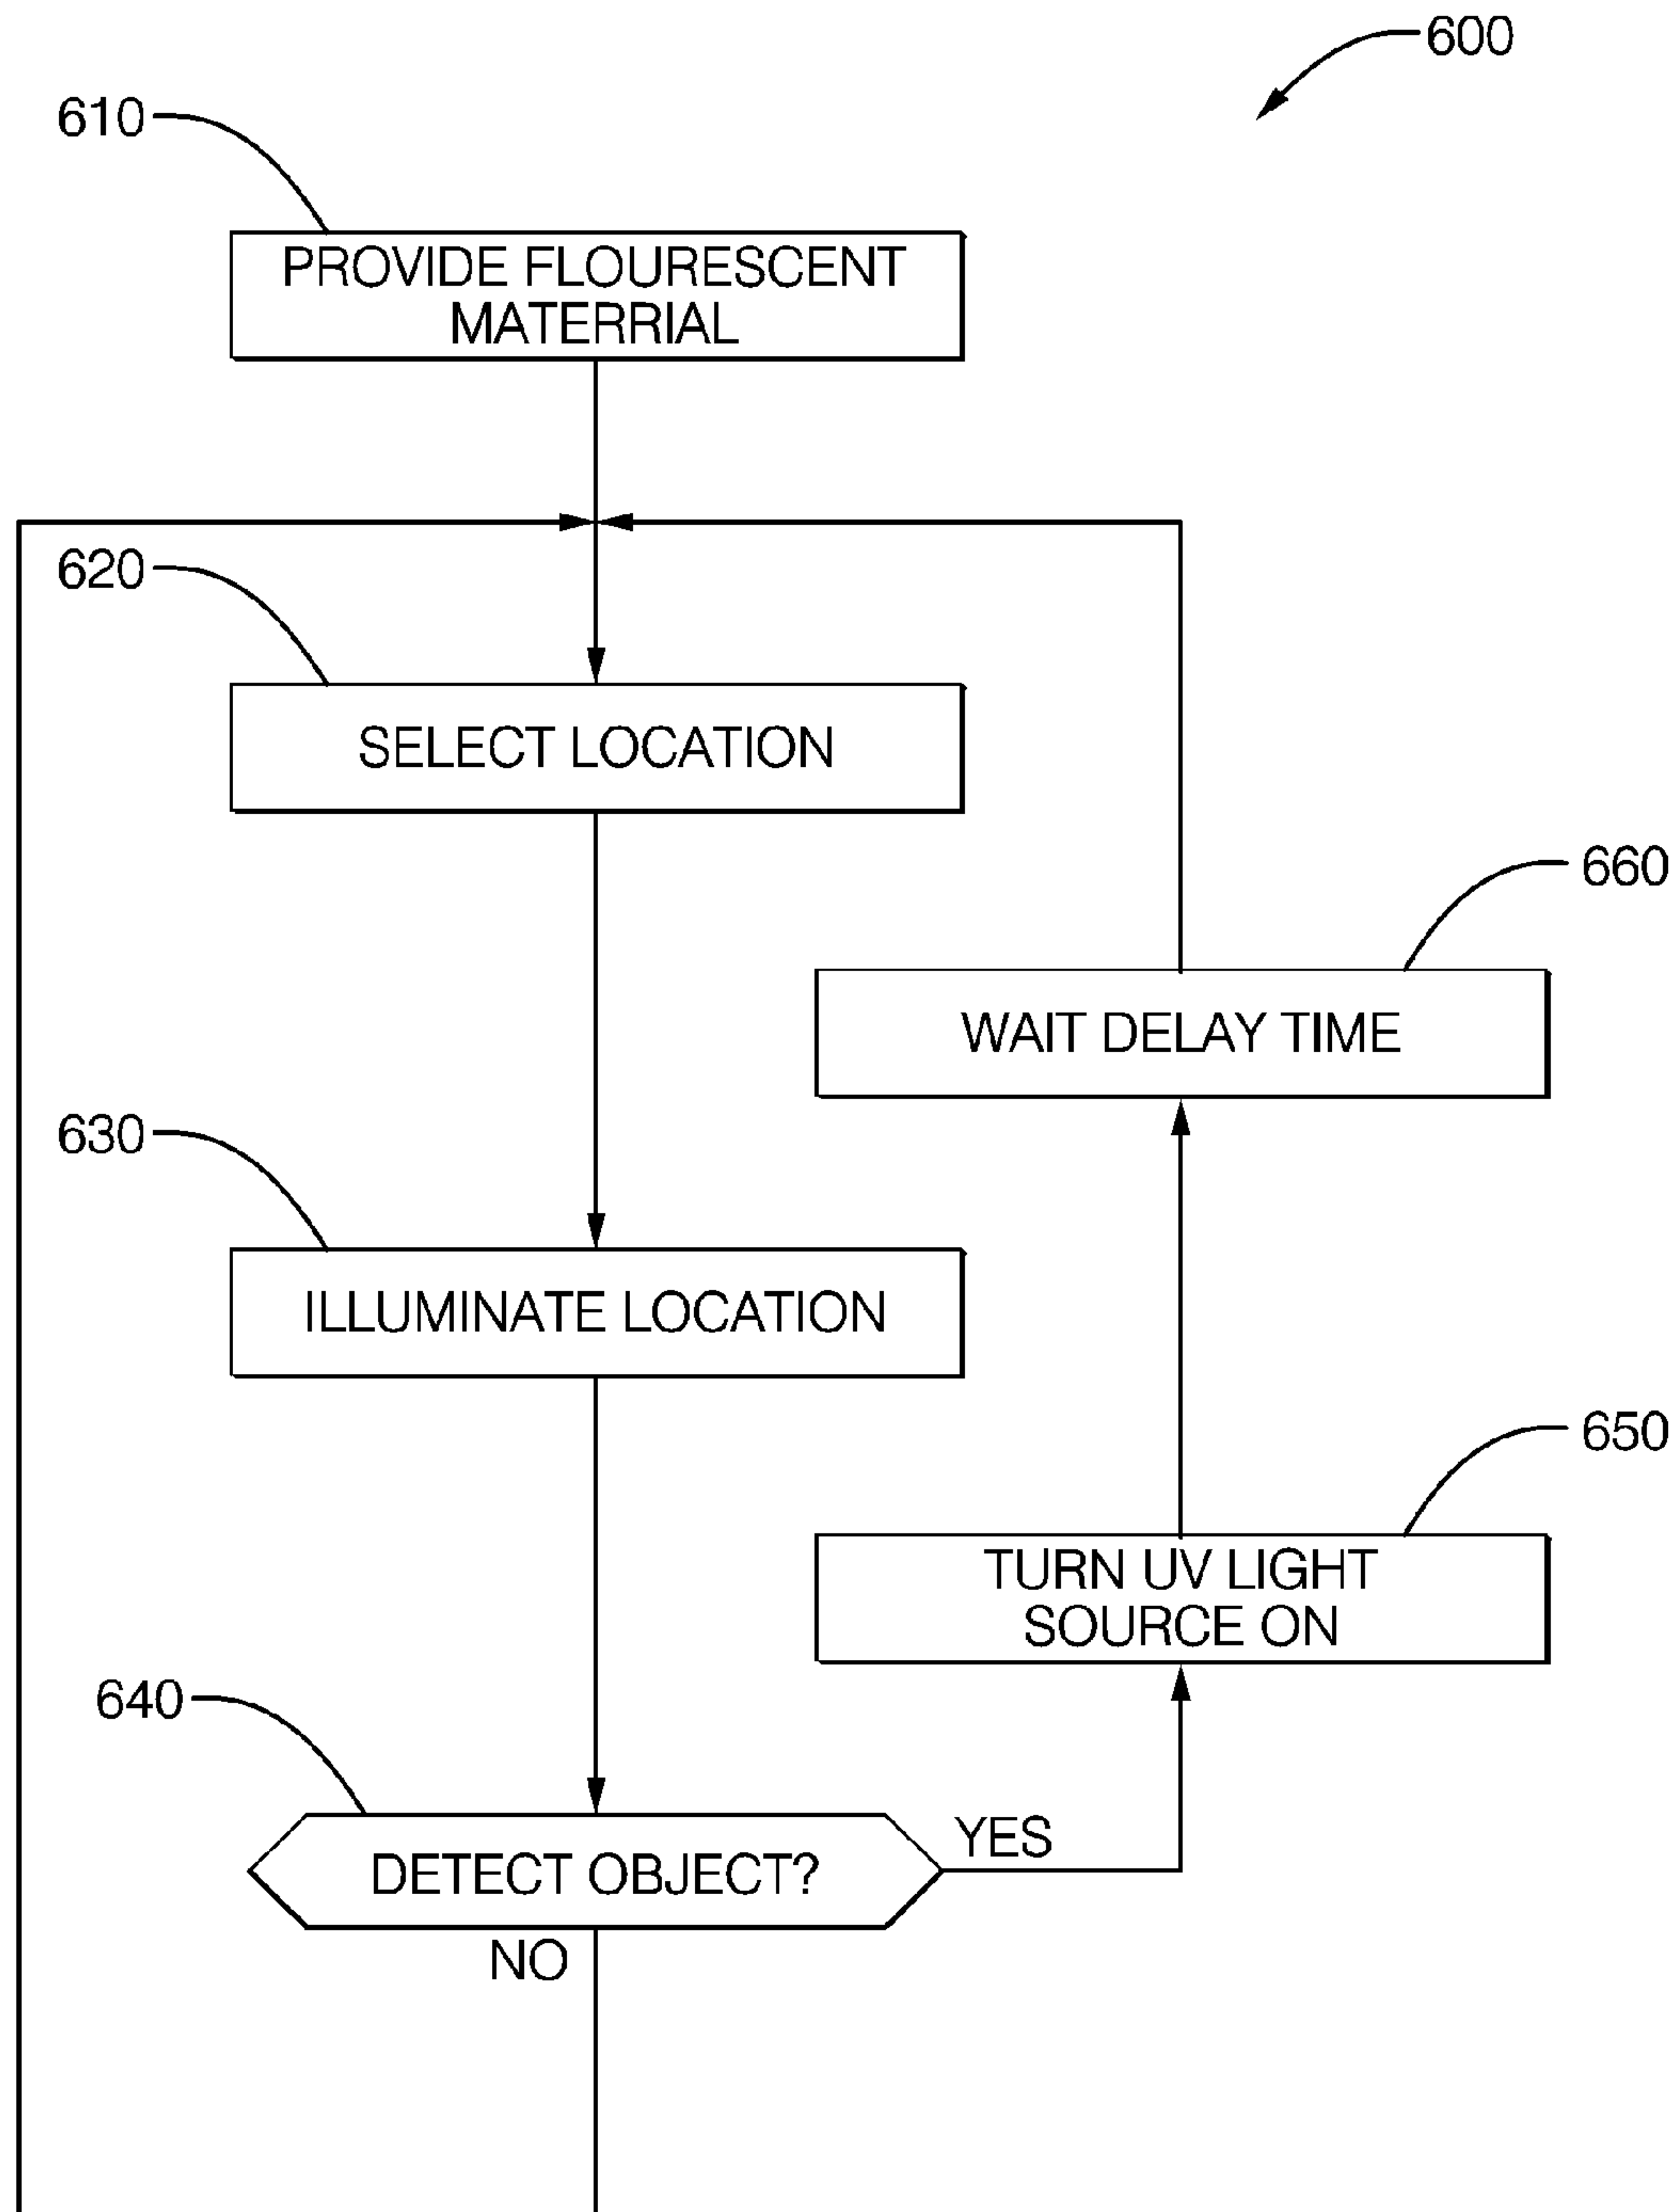 600
610
PROVIDE FLOURESCENT
MATERRIAL
620
SELECT LOCATION
660
WAIT DELAY TIME
630
ILLUMINATE LOCATION
650
TURN UV LIGHT
SOURCE ON
640
DETECT OBJECT?
YES
NO